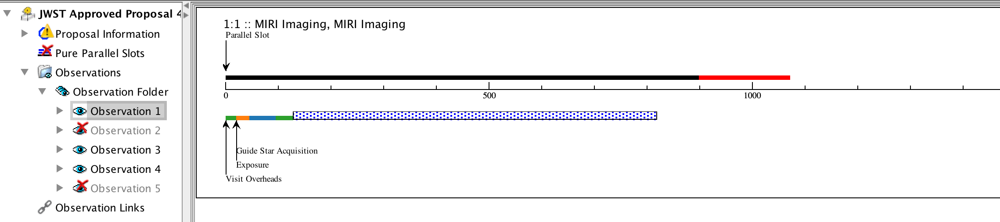 JWST Approved Proposal 4
Proposal Information
Pure Parallel Slots
Observations
Observation Folder
Observation 1
Observation 2
Observation 3
Observation 4
Observation 5
Observation Links
1:1 :: MIRI Imaging, MIRI Imaging
Parallel Slot
0 500 1000
Guide Star Acquisition
Exposure
Visit Overheads